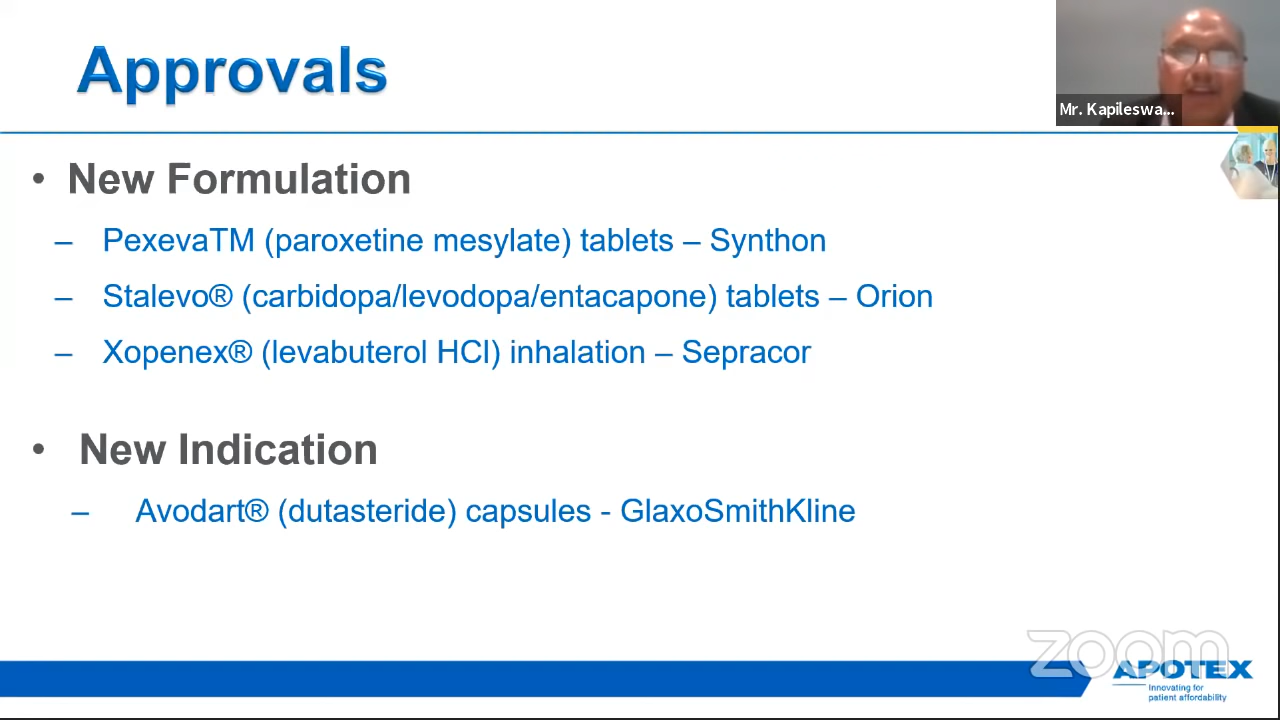 Approvals
Mr. Kapileswa...
• New Formulation
– PexevaTM (paroxetine mesylate) tablets – Synthon
– Stalevo® (carbidopa/levodopa/entacapone) tablets – Orion
– Xopenex® (levabuterol HCl) inhalation – Sepracor
• New Indication
– Avodart® (dutasteride) capsules - GlaxoSmithKline
zoom
APOTEX
Innovating for
patient affordability